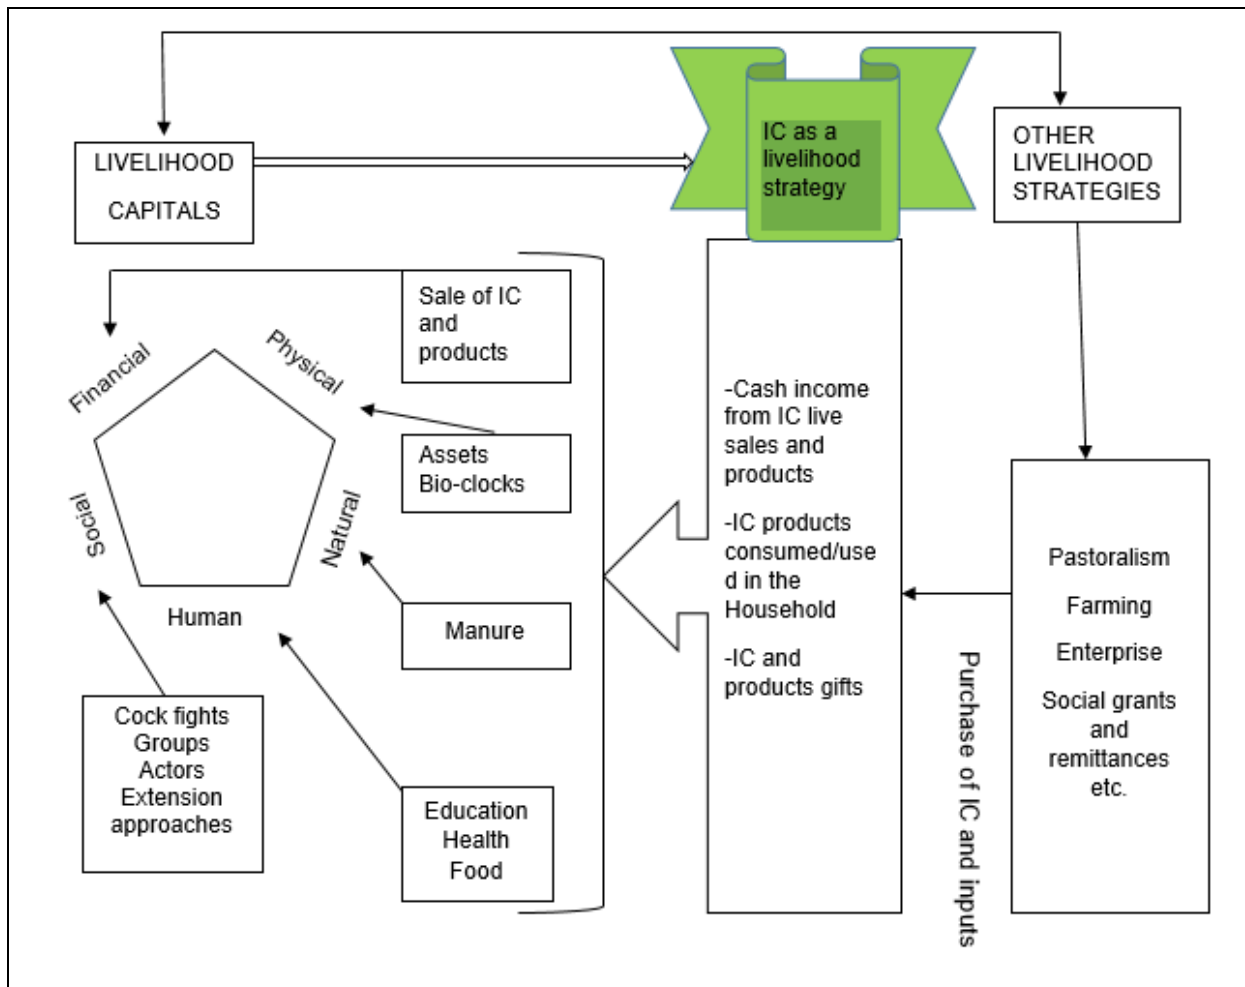 LIVELIHOOD
CAPITALS
IC as a
livelihood
strategy
OTHER
LIVELIHOOD
STRATEGIES
Sale of IC
and
products
Financial
Physical
Assets
Bio-clocks
Social
Natural
Human
Manure
Cock fights
Groups
Actors
Extension
approaches
Education
Health
Food
-Cash income
from IC live
sales and
products
-IC products
consumed/use
d in the
Household
-IC and
products gifts
Purchase of IC and inputs
Pastoralism
Farming
Enterprise
Social grants
and
remittances
etc.